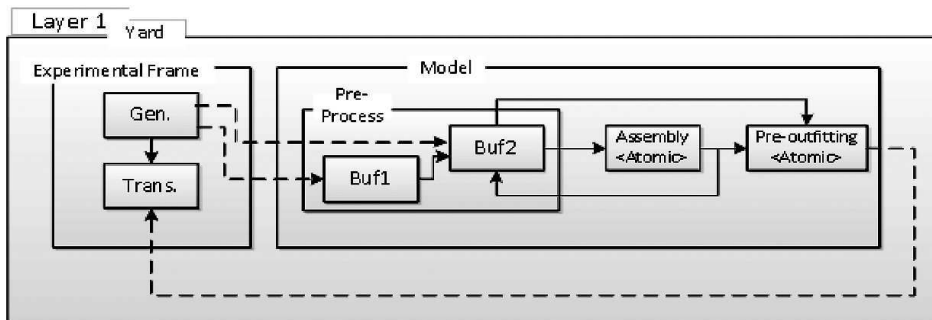 Layer 1
Yard
Experimental Frame
Model
Gen.
Trans.
Pre-
Process
Buf1
Buf2
Assembly
<Atomic>
Pre-outfitting
<Atomic>